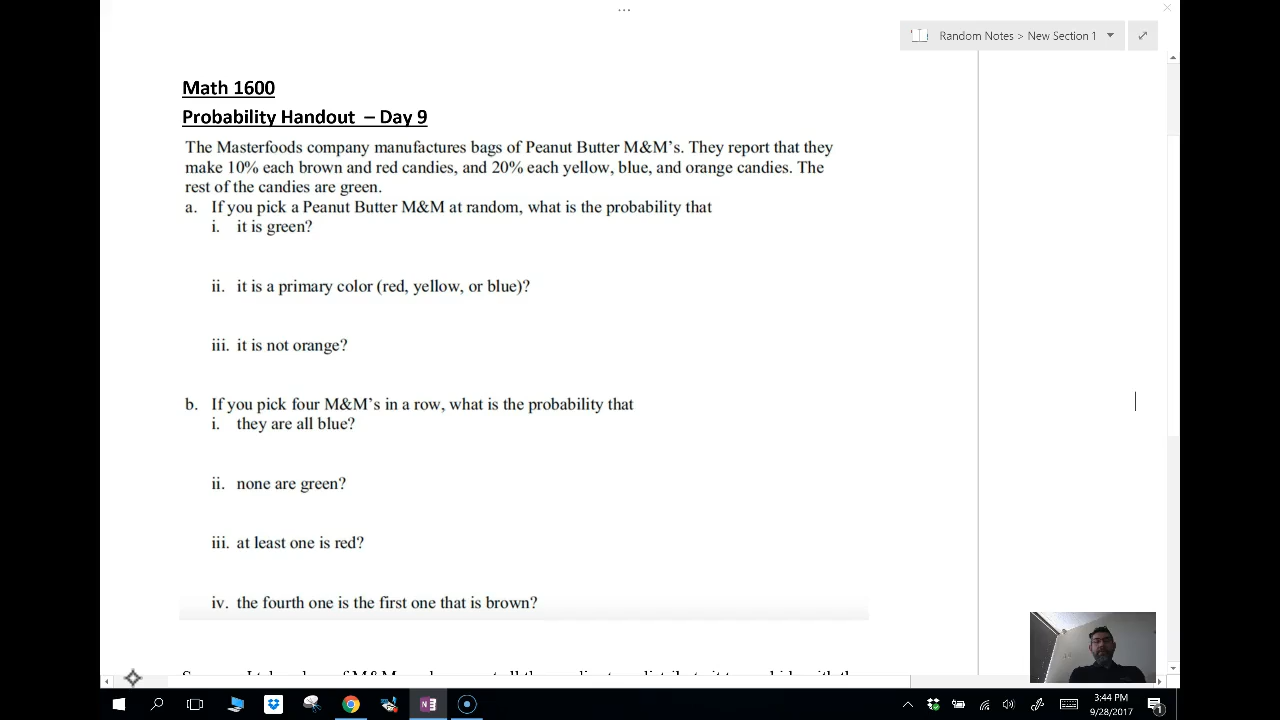 ...
Random Notes > New Section 1
Math 1600
Probability Handout – Day 9
The Masterfoods company manufactures bags of Peanut Butter M&M's. They report that they
make 10% each brown and red candies, and 20% each yellow, blue, and orange candies. The
rest of the candies are green.
a. If you pick a Peanut Butter M&M at random, what is the probability that
i. it is green?
ii. it is a primary color (red, yellow, or blue)?
iii. it is not orange?
b. If you pick four M&M's in a row, what is the probability that
i. they are all blue?
ii. none are green?
iii. at least one is red?
iv. the fourth one is the first one that is brown?
3:44 PM
9/28/2017